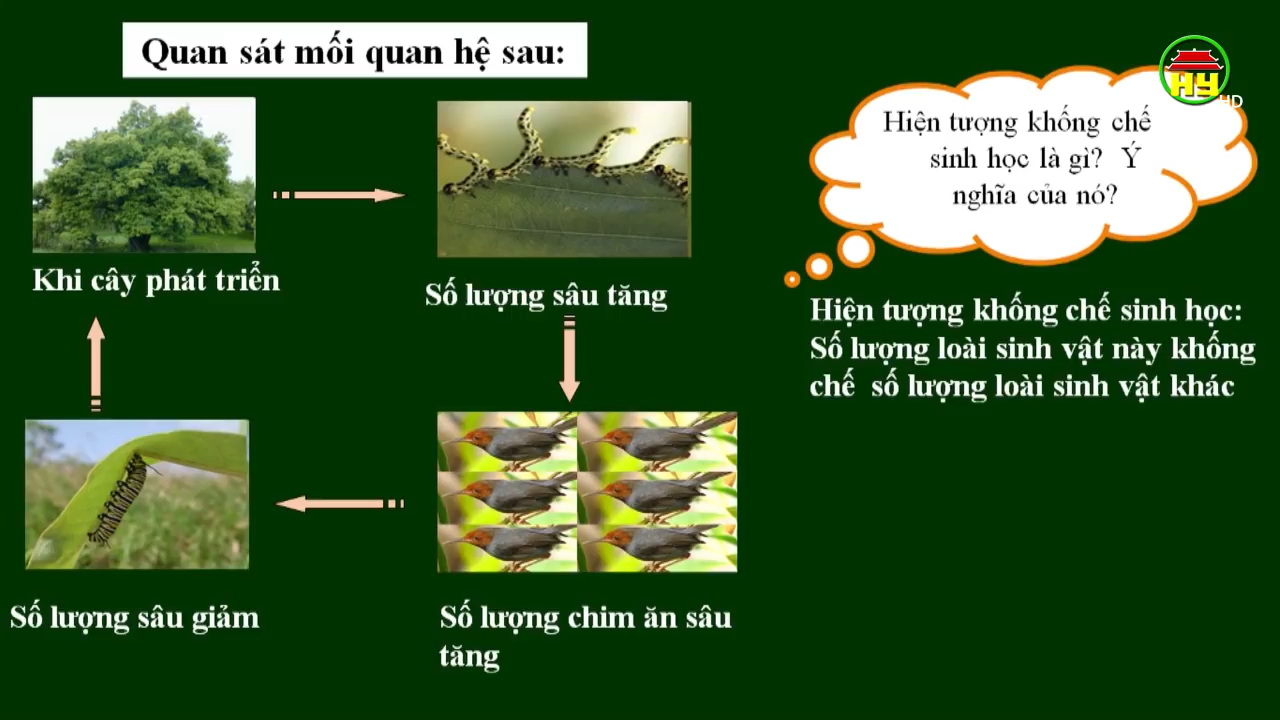 Quan sát mối quan hệ sau:
Khi cây phát triển
Số lượng sâu tăng
Số lượng sâu giảm
Số lượng chim ăn sâu
tăng
Hiện tượng khống chế
sinh học là gì? Ý
nghĩa của nó?
Hiện tượng khống chế sinh học:
Số lượng loài sinh vật này khống
chế số lượng loài sinh vật khác
HY
HD